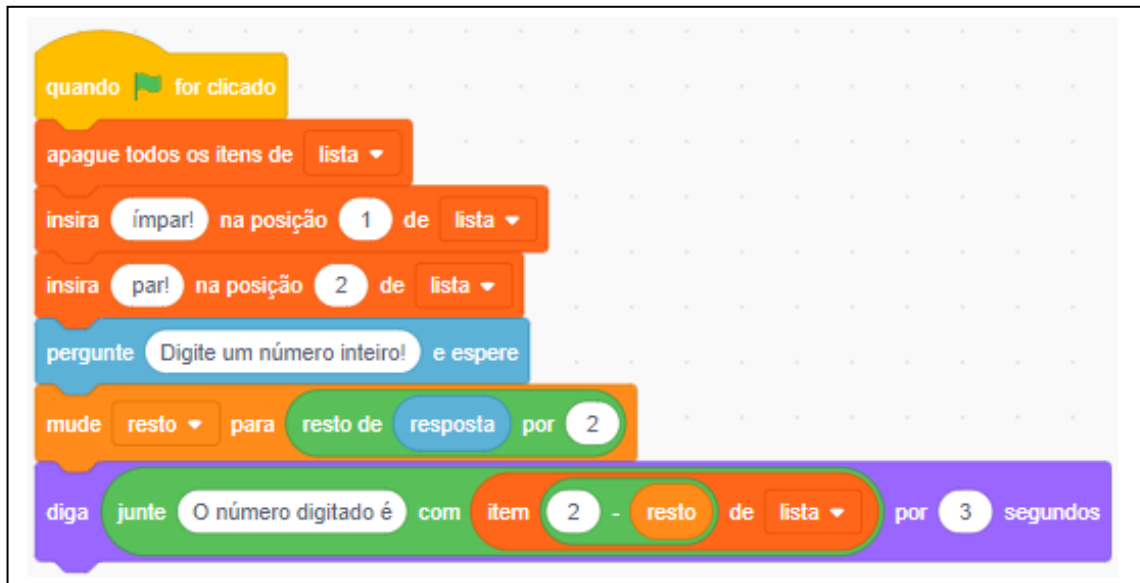 quando for clicado
apague todos os itens de lista
insira ímpar! na posição 1 de lista
insira par! na posição 2 de lista
pergunte Digite um número inteiro! e espere
mude resto para resto de resposta por 2
diga junte O número digitado é com item 2 - resto de lista por 3 segundos